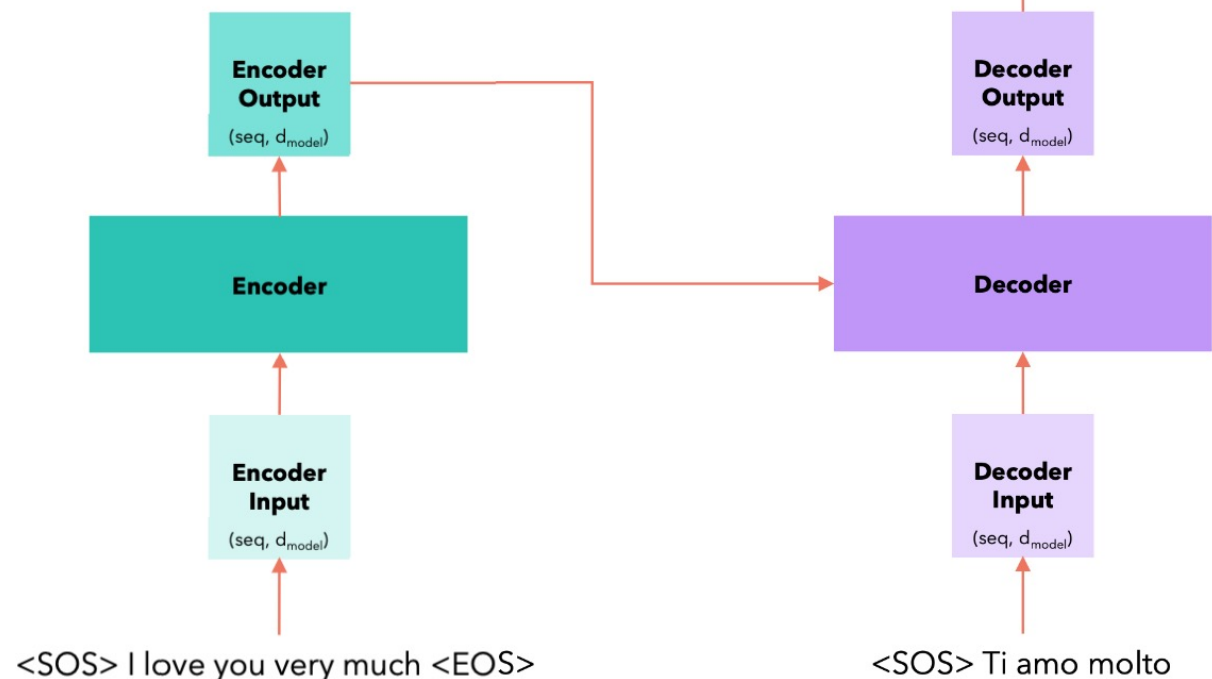 Encoder
Output
(seq, dmodel)
Decoder
Output
(seq, dmodel)
Encoder
Decoder
Encoder
Input
(seq, dmodel)
Decoder
Input
(seq, dmodel)
<SOS> I love you very much <EOS>
<SOS> Ti amo molto